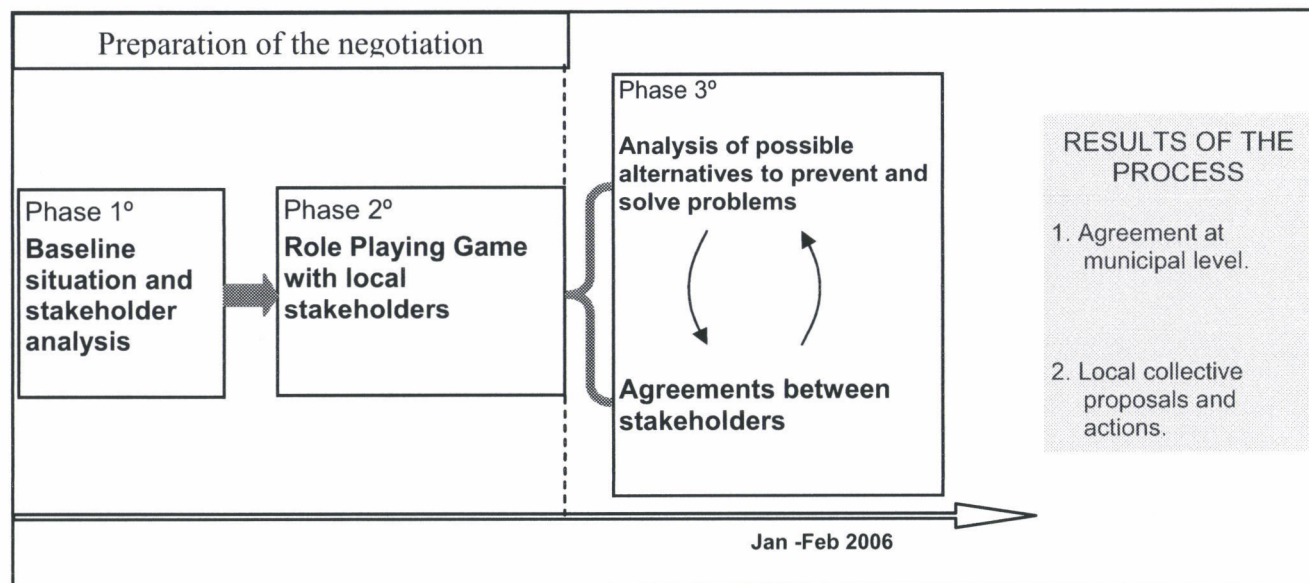 Preparation of the negotiation
Phase 1º
Baseline
situation and
stakeholder
analysis
Phase 2º
Role Playing Game
with local
stakeholders
Phase 3º
Analysis of possible
alternatives to prevent and
solve problems
Agreements between
stakeholders
RESULTS OF THE
PROCESS
1. Agreement at
municipal level.
2. Local collective
proposals and
actions.
Jan -Feb 2006